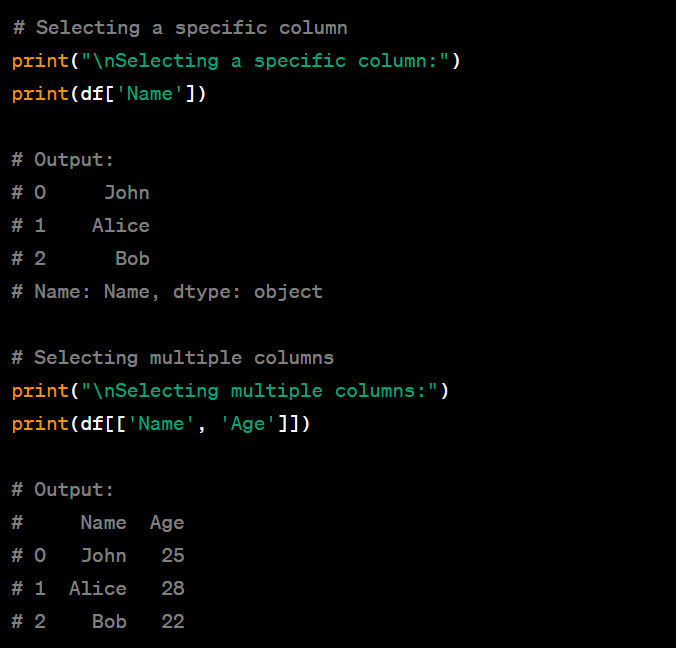 # Selecting a specific column
print("\nSelecting a specific column:")
print(df['Name'])

# Output:
# 0     John
# 1    Alice
# 2      Bob
# Name: Name, dtype: object

# Selecting multiple columns
print("\nSelecting multiple columns:")
print(df[['Name', 'Age']])

# Output:
#     Name  Age
# 0   John   25
# 1  Alice   28
# 2    Bob   22